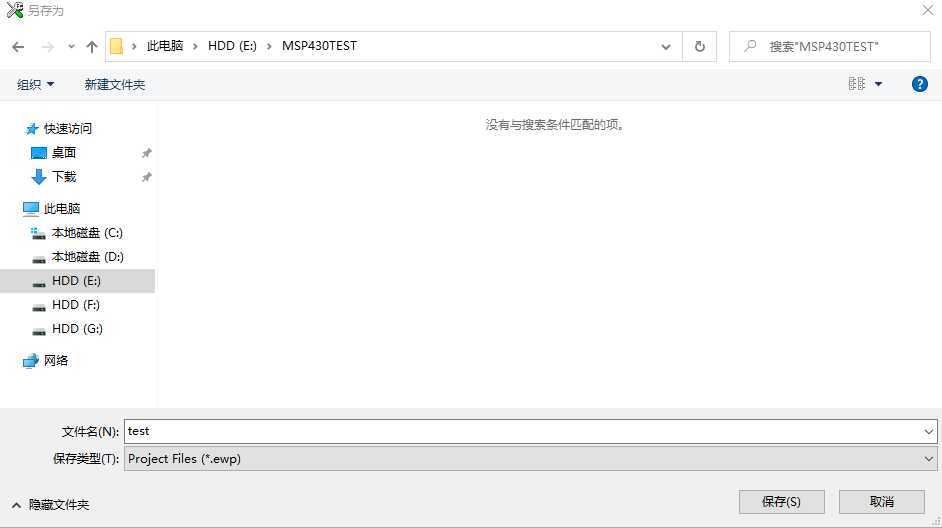 另存为
此电脑 › HDD (E:) › MSP430TEST
搜索"MSP430TEST"
组织
新建文件夹
没有与搜索条件匹配的项。
快速访问
桌面
下载
此电脑
本地磁盘 (C:)
本地磁盘 (D:)
HDD (E:)
HDD (F:)
HDD (G:)
网络
文件名(N): test
保存类型(T): Project Files (*.ewp)
隐藏文件夹
保存(S)
取消